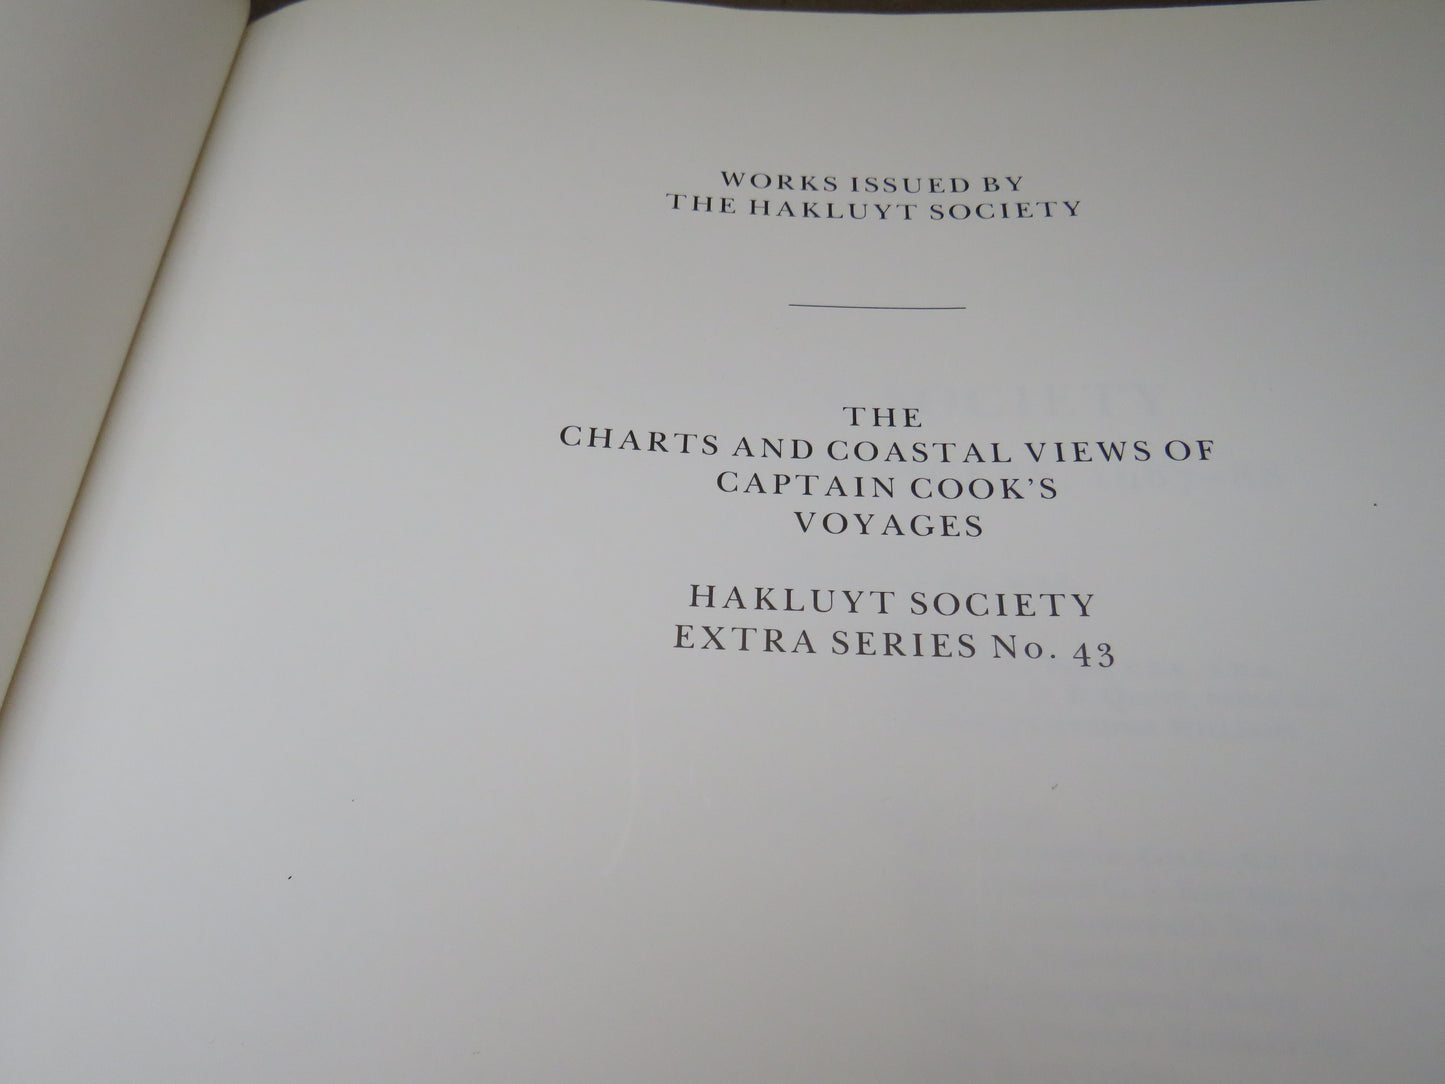 WORKS ISSUED BY
THE HAKLUYT SOCIETY
THE
CHARTS AND COASTAL VIEWS OF
CAPTAIN COOK'S
VOYAGES
HAKLUYT SOCIETY
EXTRA SERIES No. 43